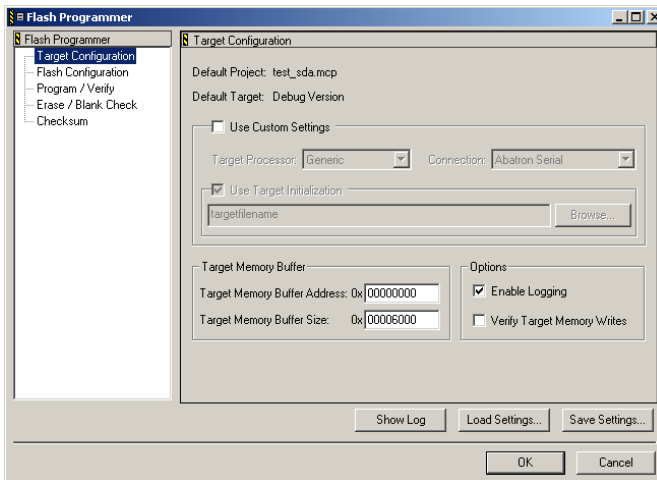 Flash Programmer
Flash Programmer
Target Configuration
Flash Configuration
Program / Verify
Erase / Blank Check
Checksum
Target Configuration
Default Project: test_sda.mcp
Default Target: Debug Version
Use Custom Settings
Target Processor: Generic Connection: Abatron Serial
Use Target Initialization
targetfilename Browse...
Target Memory Buffer
Target Memory Buffer Address: 0x 00000000
Target Memory Buffer Size: 0x 00006000
Options
Enable Logging
Verify Target Memory Writes
Show Log Load Settings... Save Settings...
OK Cancel